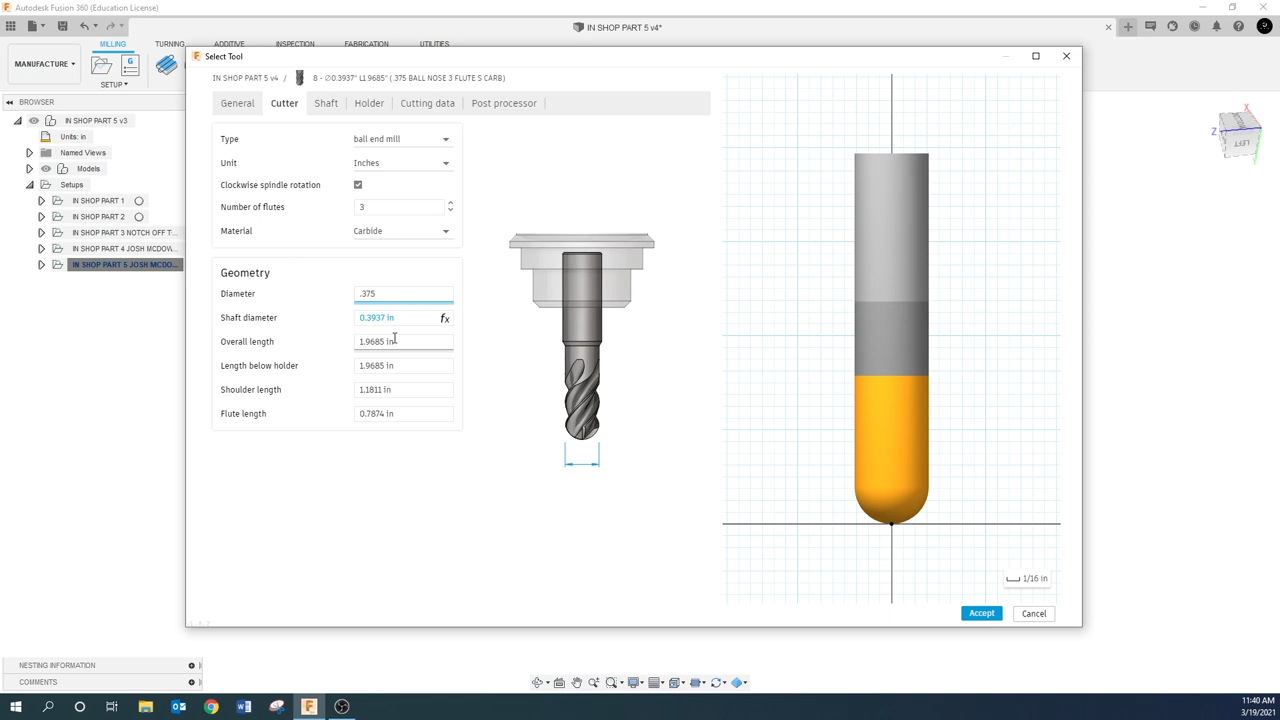 Autodesk Fusion 360 (Education License)
IN SHOP PART 5 v4*
MILLING TURNING ADDITIVE INSPECTION FABRICATION UTILITIES
MANUFACTURE
SETUP
BROWSER
IN SHOP PART 5 v3
Units: in
Named Views
Models
Setups
IN SHOP PART 1
IN SHOP PART 2
IN SHOP PART 3 NOTCH OFF T...
IN SHOP PART 4 JOSH MCDOW...
IN SHOP PART 5 JOSH MCDO...
Select Tool
IN SHOP PART 5 v4 / 8 - Ø0.3937" L1.9685" (.375 BALL NOSE 3 FLUTE S CARB)
General Cutter Shaft Holder Cutting data Post processor
Type ball end mill
Unit Inches
Clockwise spindle rotation
Number of flutes 3
Material Carbide
Geometry
Diameter .375
Shaft diameter 0.3937 in fx
Overall length 1.9685 in
Length below holder 1.9685 in
Shoulder length 1.1811 in
Flute length 0.7874 in
1/16 in
Accept Cancel
X
Z
LEFT
NESTING INFORMATION
COMMENTS
11:40 AM
3/19/2021